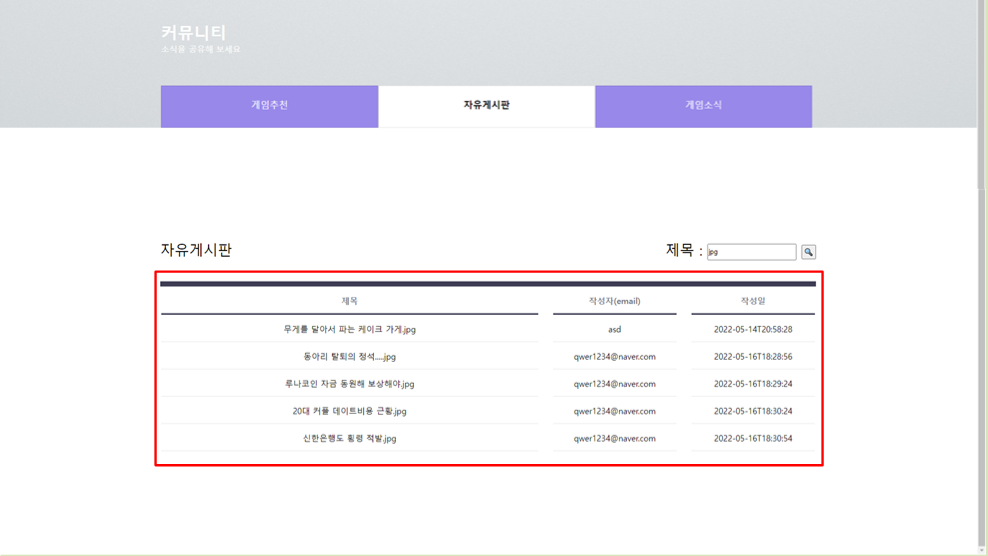 커뮤니티
소식을 공유해 보세요
게임추천 자유게시판 게임소식
자유게시판 제목 : jpg
제목 작성자(email) 작성일
무게를 달아서 파는 케이크 가게.jpg asd 2022-05-14T20:58:28
동아리 탈퇴의 정석.....jpg qwer1234@naver.com 2022-05-16T18:28:56
루나코인 자금 동원해 보상해야.jpg qwer1234@naver.com 2022-05-16T18:29:24
20대 커플 데이트비용 근황.jpg qwer1234@naver.com 2022-05-16T18:30:24
신한은행도 횡령 적발.jpg qwer1234@naver.com 2022-05-16T18:30:54